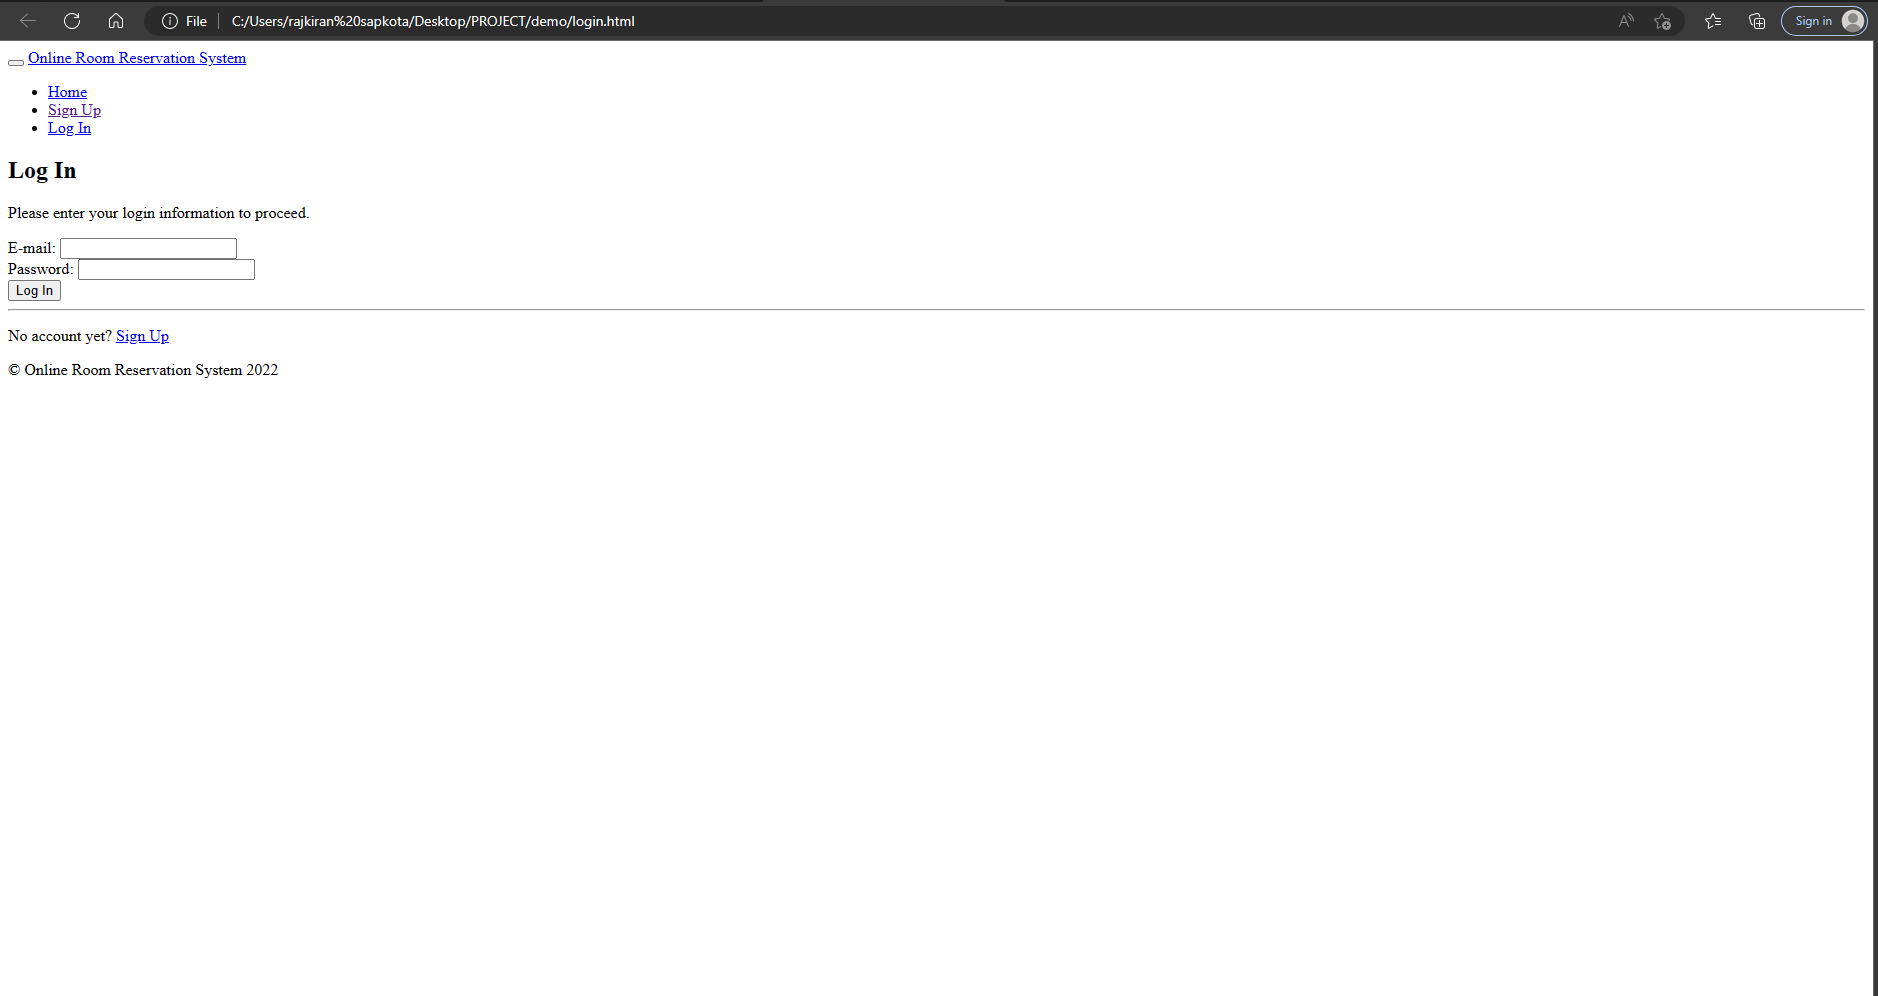 File C:/Users/rajkiran%20sapkota/Desktop/PROJECT/demo/login.html Sign in
Online Room Reservation System
Home
Sign Up
Log In
Log In
Please enter your login information to proceed.
E-mail:
Password:
Log In
No account yet? Sign Up
© Online Room Reservation System 2022